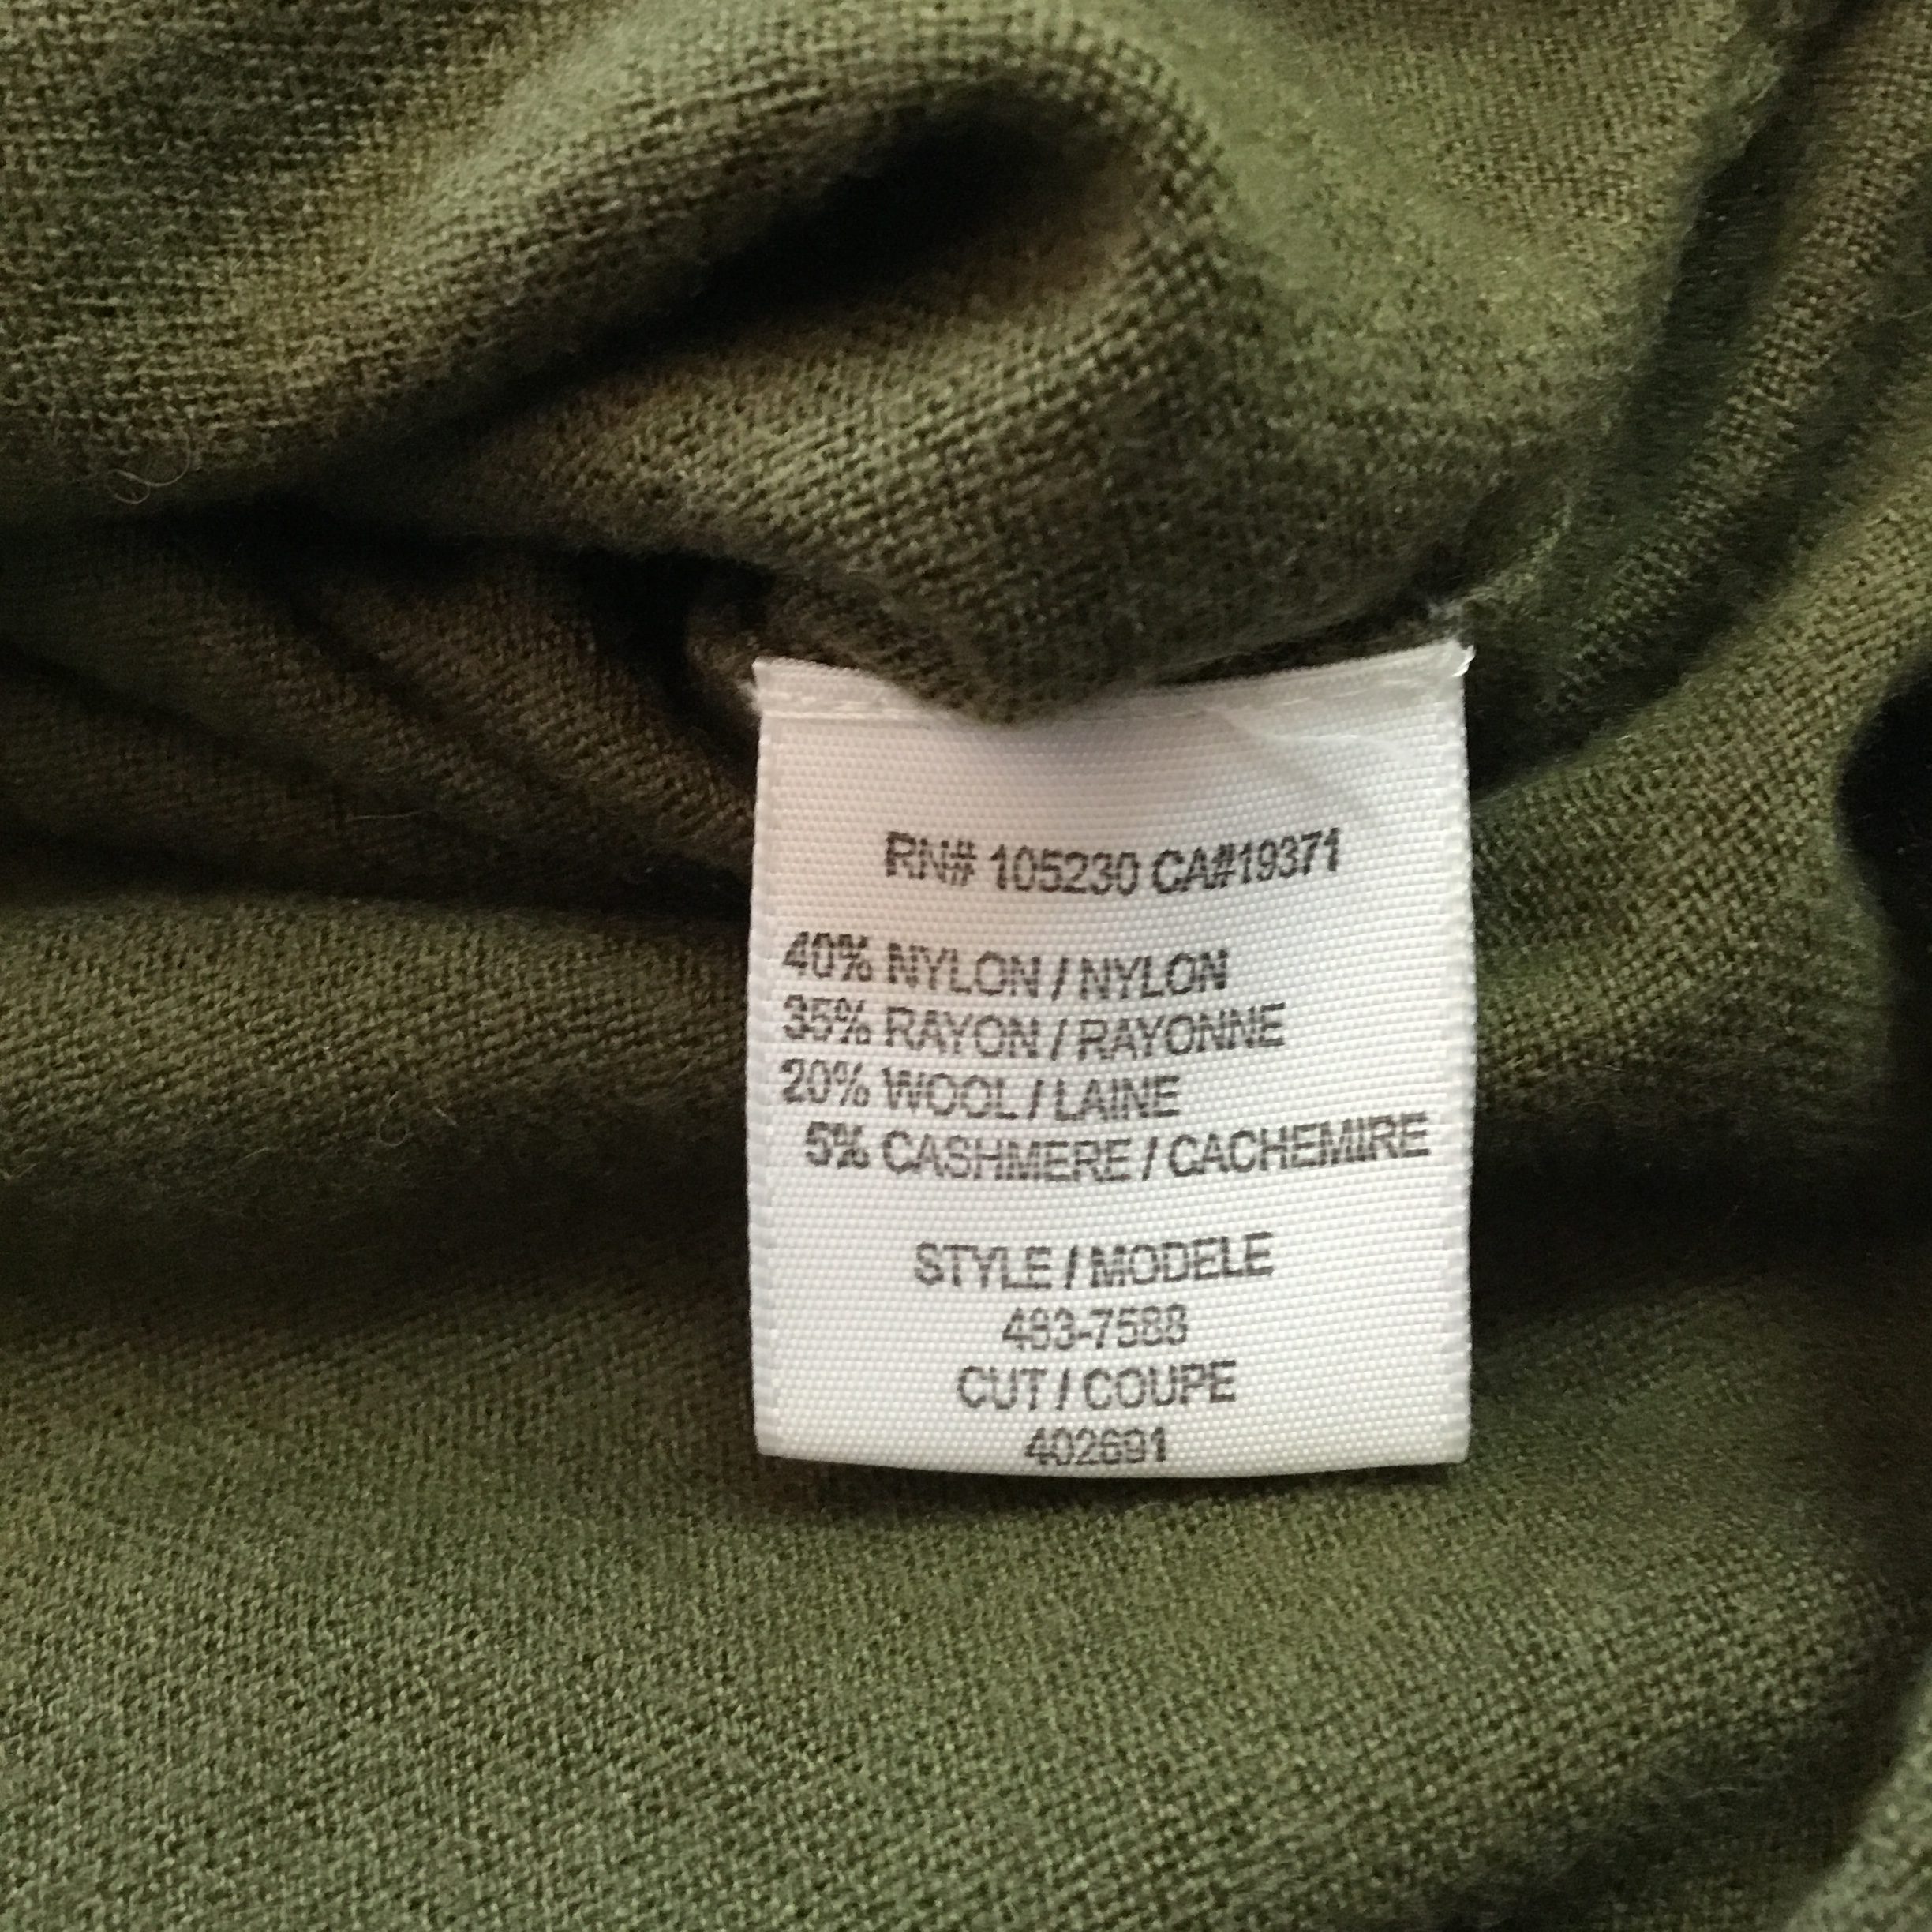 RN# 105230 CA#19371
40% NYLON / NYLON
35% RAYON / RAYONNE
20% WOOL / LAINE
5% CASHMERE / CACHEMIRE
STYLE / MODELE
483-7588
CUT / COUPE
402691